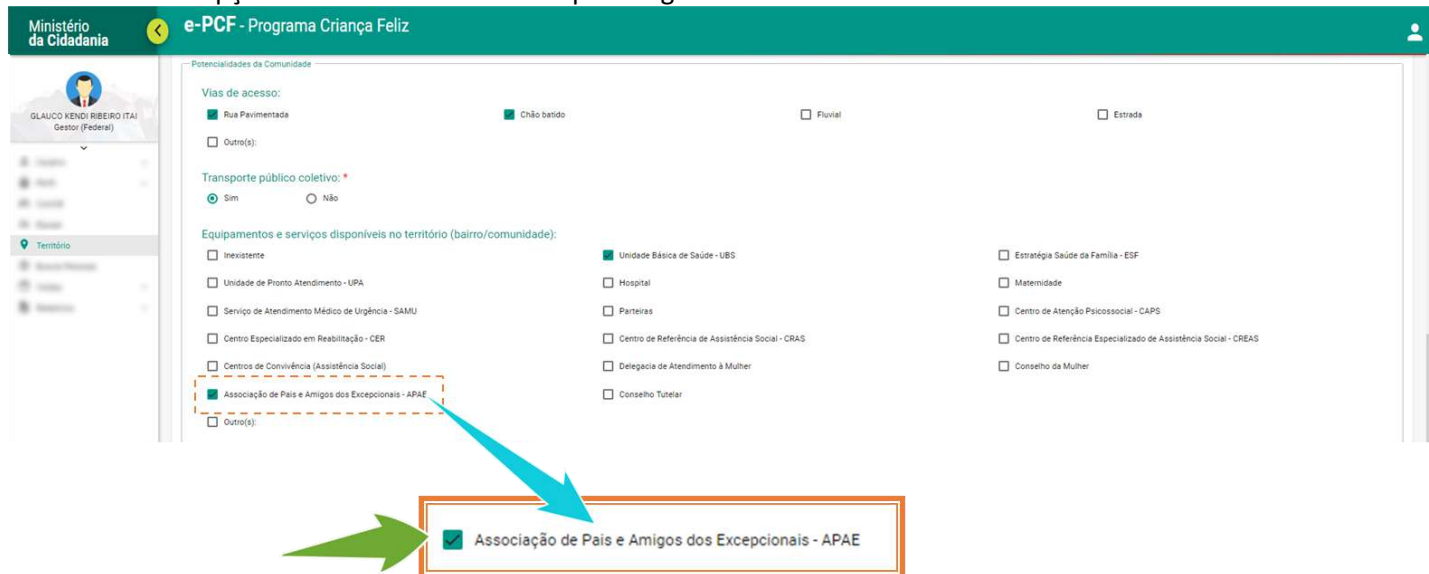 Ministério
da Cidadania
e-PCF - Programa Criança Feliz
GLAUCO KENDI RIBEIRO ITAI
Gestor (Federal)
Território
Potencialidades da Comunidade
Vias de acesso:
Rua Pavimentada Chão batido Fluvial Estrada
Outro(s):
Transporte público coletivo: *
Sim Não
Equipamentos e serviços disponíveis no território (bairro/comunidade):
Inexistente Unidade Básica de Saúde - UBS Estratégia Saúde da Família - ESF
Unidade de Pronto Atendimento - UPA Hospital Maternidade
Serviço de Atendimento Médico de Urgência - SAMU Parteiras Centro de Atenção Psicossocial - CAPS
Centro Especializado em Reabilitação - CER Centro de Referência de Assistência Social - CRAS Centro de Referência Especializado de Assistência Social - CREAS
Centros de Convivência (Assistência Social) Delegacia de Atendimento à Mulher Conselho da Mulher
Associação de Pais e Amigos dos Excepcionais - APAE Conselho Tutelar
Outro(s):
Associação de Pais e Amigos dos Excepcionais - APAE